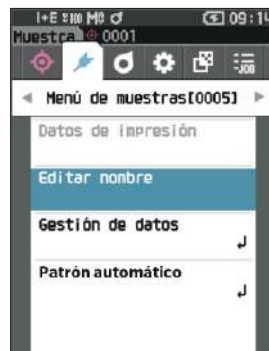 I+E M0 09:14
Muestra 0001
-JOB
Menú de muestras[0005]
Datos de impresión
Editar nombre
Gestión de datos
Patrón automático